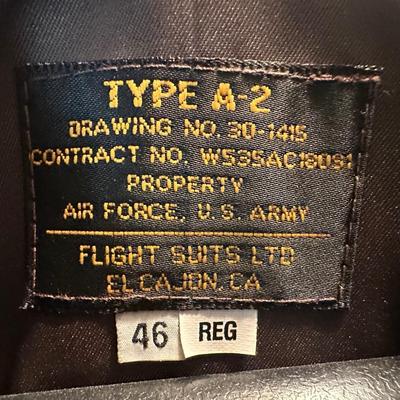 TYPE A-2
DRAWING NO. 30-1415
CONTRACT NO. W535AC18091
PROPERTY
AIR FORCE, U.S. ARMY
FLIGHT SUITS LTD
EL CAJON, CA
46 REG